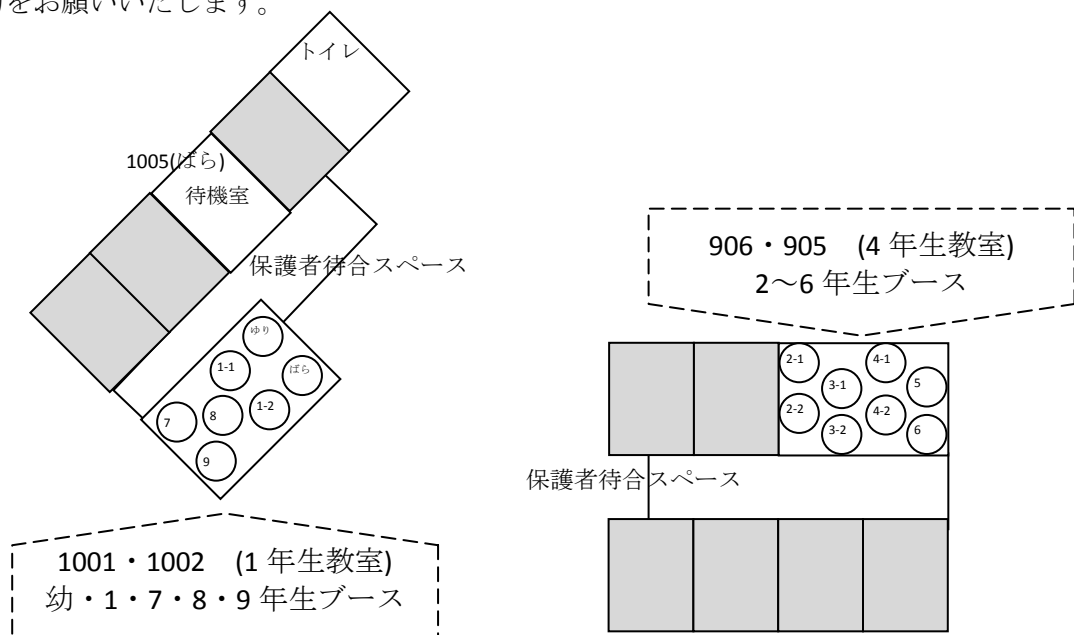 をお願いいたします。
トイレ
1005(ばら)
待機室
保護者待合スペース
ゆり
1-1
ばら
1-2
8
7
9
1001・1002 (1 年生教室)
幼・1・7・8・9 年生ブース
906・905 (4 年生教室)
2～6 年生ブース
2-1
4-1
3-1
5
2-2
4-2
3-2
6
保護者待合スペース